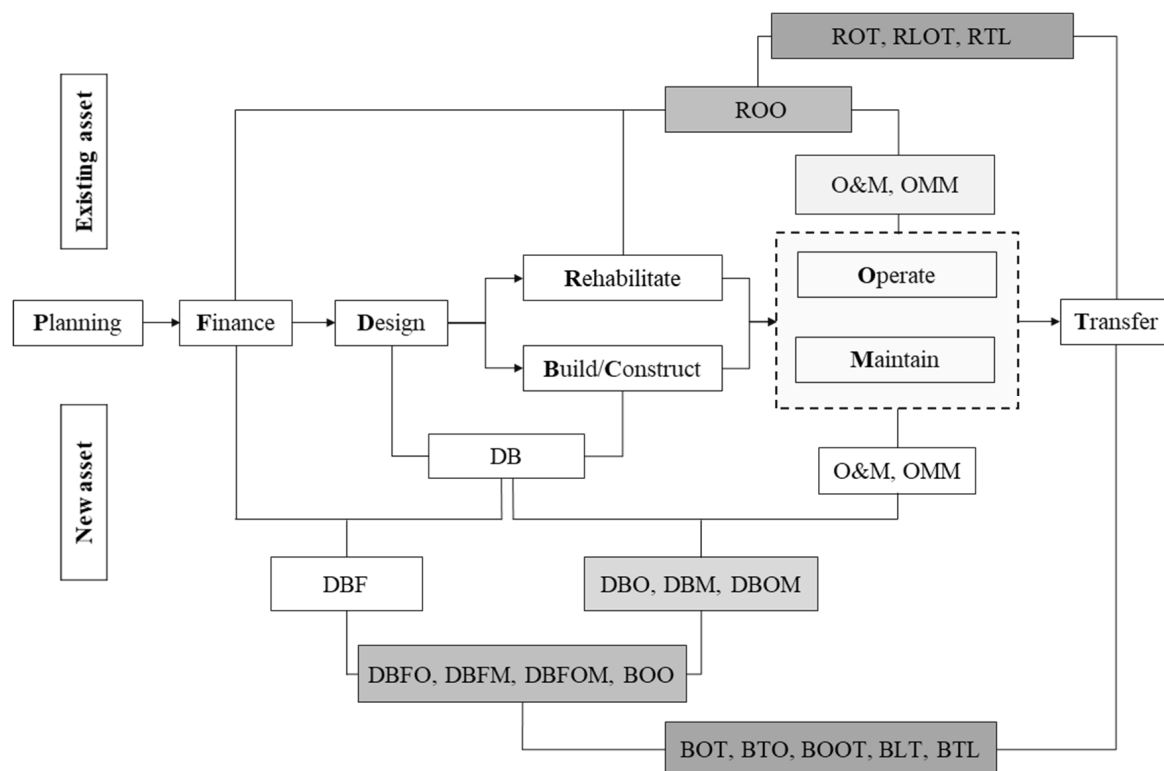 ROT, RLOT, RTL
ROO
Existing asset
O&M, OMM
Rehabilitate
Operate
Planning
Finance
Design
Transfer
Build/Construct
Maintain
New asset
DB
O&M, OMM
DBF
DBO, DBM, DBOM
DBFO, DBFM, DBFOM, BOO
BOT, BTO, BOOT, BLT, BTL